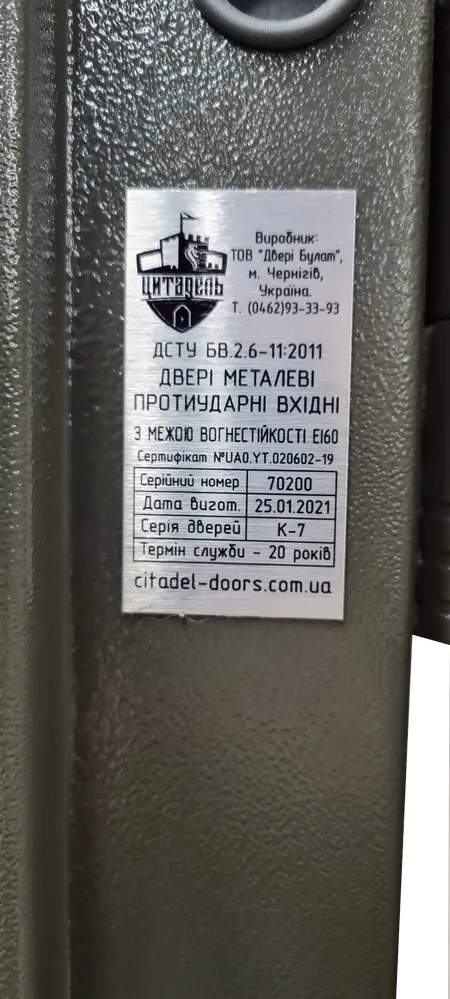 ЦИТАДЕЛЬ
Виробник:
ТОВ "Двері Булат",
м. Чернігів,
Україна.
Т. (0462)93-33-93
ДСТУ БВ.2.6-11:2011
ДВЕРІ МЕТАЛЕВІ
ПРОТИУДАРНІ ВХІДНІ
З МЕЖОЮ ВОГНЕСТІЙКОСТІ ЕІ60
Сертифікат №UA0.YT.020602-19
Серійний номер 70200
Дата вигот. 25.01.2021
Серія дверей К-7
Термін служби - 20 років
citadel-doors.com.ua